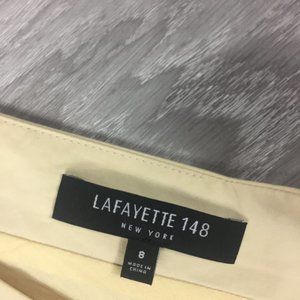 LAFAYETTE 148
NEW YORK
8
MADE IN
CHINA